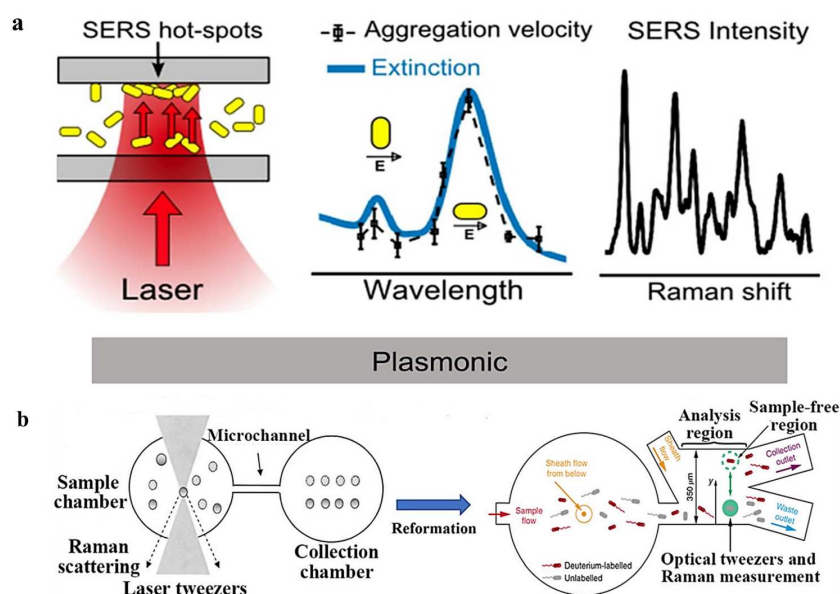 a
SERS hot-spots
Laser
Aggregation velocity
Extinction
E
E
Wavelength
SERS Intensity
Raman shift
Plasmonic
b
Microchannel
Sample
chamber
Raman
scattering
Laser tweezers
Collection
chamber
Reformation
Sample
flow
Sheath flow
from below
Deuterium-labelled
Unlabelled
Sheath
flow
Analysis
region
350 µm
y
Sample-free
region
Collection
outlet
Waste
outlet
Optical tweezers and
Raman measurement